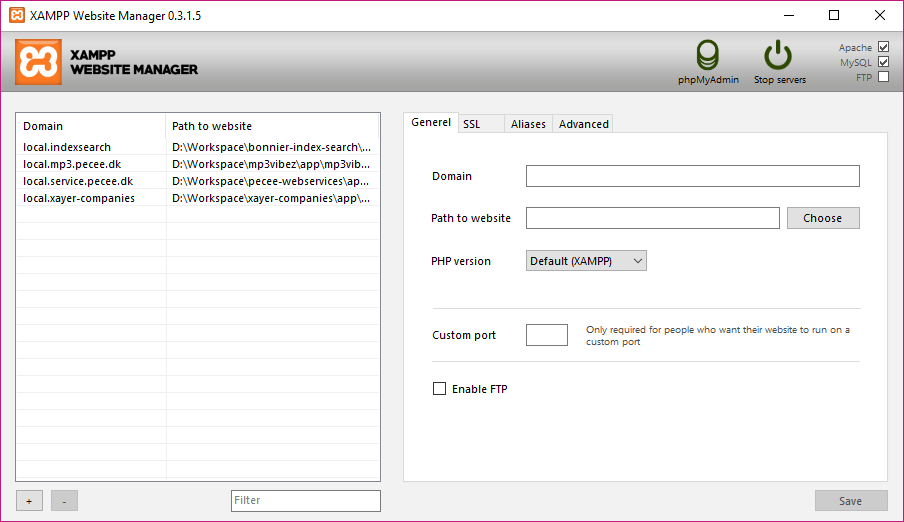 XAMPP Website Manager 0.3.1.5
XAMPP
WEBSITE MANAGER
phpMyAdmin
Stop servers
Apache
MySQL
FTP
Domain Path to website
local.indexsearch D:\Workspace\bonnier-index-search\...
local.mp3.pecee.dk D:\Workspace\mp3vibez\app\mp3vib...
local.service.pecee.dk D:\Workspace\pecee-webservices\ap...
local.xayer-companies D:\Workspace\xayer-companies\app\...
+
-
Filter
Generel SSL Aliases Advanced
Domain
Path to website Choose
PHP version Default (XAMPP)
Custom port
Only required for people who want their website to run on a
custom port
Enable FTP
Save